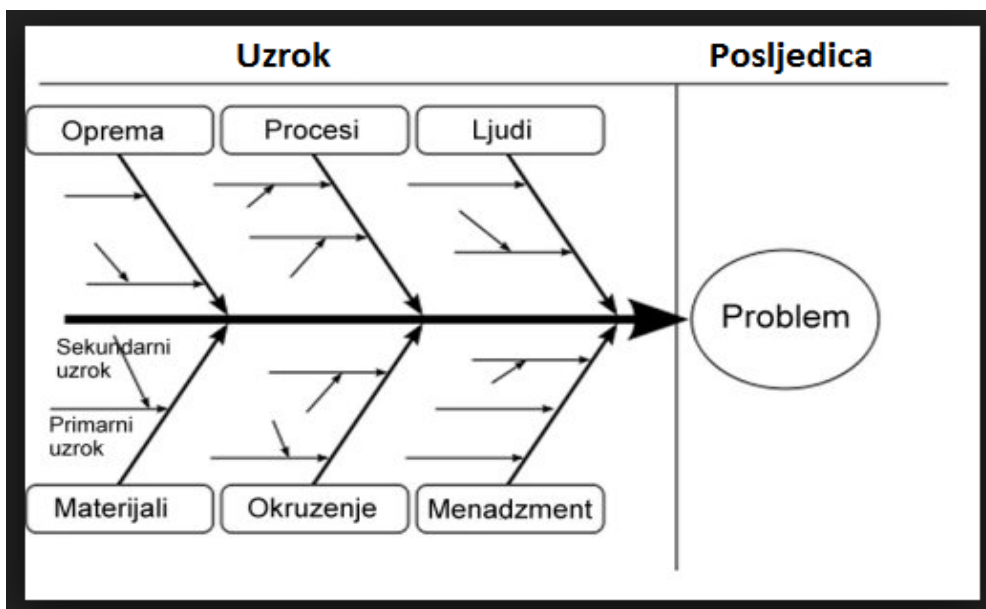 Uzrok
Posljedica
Oprema
Procesi
Ljudi
Problem
Sekundarni
uzrok
Primarni
uzrok
Materijali
Okruzenje
Menadzment